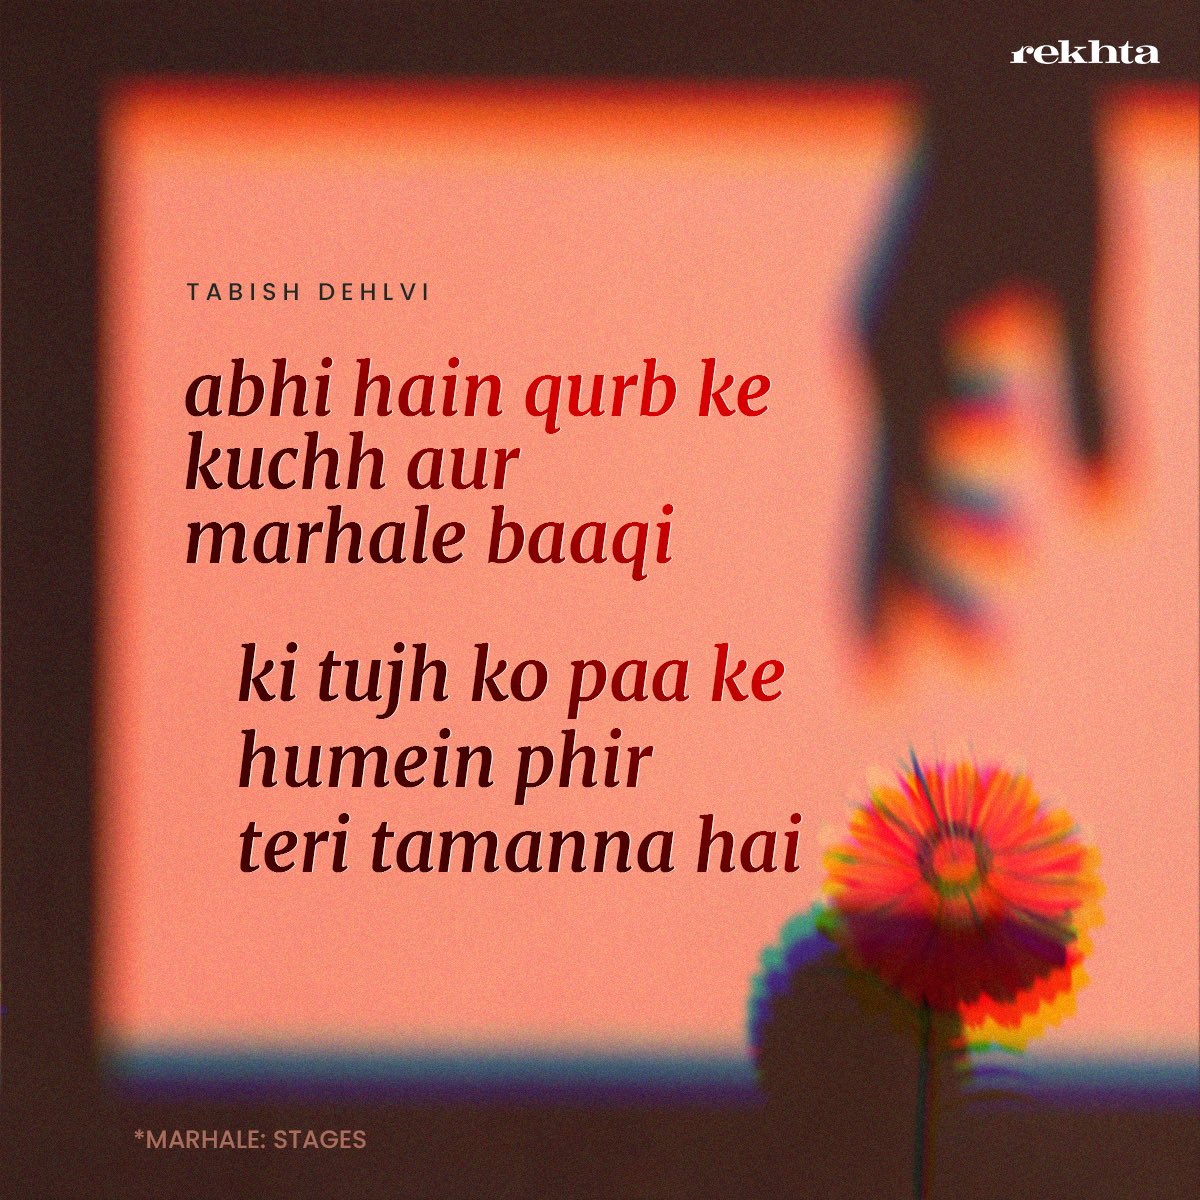 rekhta
TABISH DEHLVI
abhi hain qurb ke
kuchh aur
marhale baaqi
ki tujh ko paa ke
humein phir
teri tamanna hai
*MARHALE: STAGES